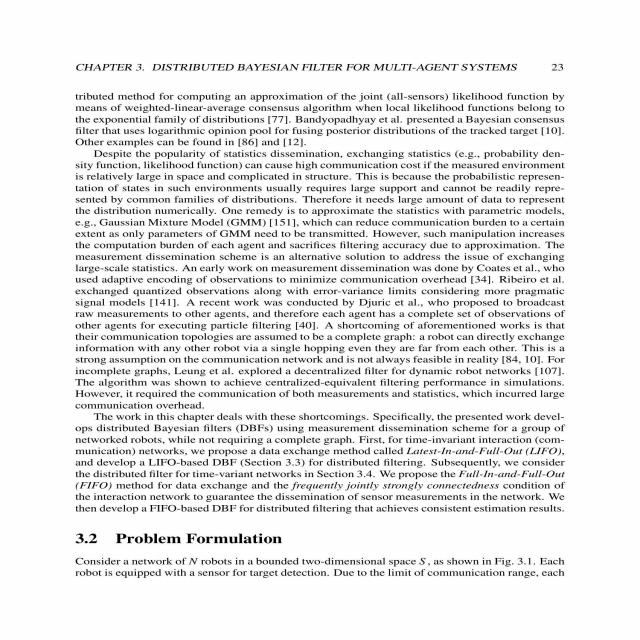 CHAPTER 3. DISTRIBUTED BAYESIAN FILTER FOR MULTI-AGENT SYSTEMS 23
tributed method for computing an approximation of the joint (all-sensors) likelihood function by
means of weighted-linear-average consensus algorithm when local likelihood functions belong to
the exponential family of distributions [77]. Bandyopadhyay et al. presented a Bayesian consensus
filter that uses logarithmic opinion pool for fusing posterior distributions of the tracked target [10].
Other examples can be found in [86] and [12].
Despite the popularity of statistics dissemination, exchanging statistics (e.g., probability den-
sity function, likelihood function) can cause high communication cost if the measured environment
is relatively large in space and complicated in structure. This is because the probabilistic represen-
tation of states in such environments usually requires large support and cannot be readily repre-
sented by common families of distributions. Therefore it needs large amount of data to represent
the distribution numerically. One remedy is to approximate the statistics with parametric models,
e.g., Gaussian Mixture Model (GMM) [151], which can reduce communication burden to a certain
extent as only parameters of GMM need to be transmitted. However, such manipulation increases
the computation burden of each agent and sacrifices filtering accuracy due to approximation. The
measurement dissemination scheme is an alternative solution to address the issue of exchanging
large-scale statistics. An early work on measurement dissemination was done by Coates et al., who
used adaptive encoding of observations to minimize communication overhead [34]. Ribeiro et al.
exchanged quantized observations along with error-variance limits considering more pragmatic
signal models [141]. A recent work was conducted by Djuric et al., who proposed to broadcast
raw measurements to other agents, and therefore each agent has a complete set of observations of
other agents for executing particle filtering [40]. A shortcoming of aforementioned works is that
their communication topologies are assumed to be a complete graph: a robot can directly exchange
information with any other robot via a single hopping even they are far from each other. This is a
strong assumption on the communication network and is not always feasible in reality [84, 10]. For
incomplete graphs, Leung et al. explored a decentralized filter for dynamic robot networks [107].
The algorithm was shown to achieve centralized-equivalent filtering performance in simulations.
However, it required the communication of both measurements and statistics, which incurred large
communication overhead.
The work in this chapter deals with these shortcomings. Specifically, the presented work devel-
ops distributed Bayesian filters (DBFs) using measurement dissemination scheme for a group of
networked robots, while not requiring a complete graph. First, for time-invariant interaction (com-
munication) networks, we propose a data exchange method called Latest-In-and-Full-Out (LIFO),
and develop a LIFO-based DBF (Section 3.3) for distributed filtering. Subsequently, we consider
the distributed filter for time-variant networks in Section 3.4. We propose the Full-In-and-Full-Out
(FIFO) method for data exchange and the frequently jointly strongly connectedness condition of
the interaction network to guarantee the dissemination of sensor measurements in the network. We
then develop a FIFO-based DBF for distributed filtering that achieves consistent estimation results.
3.2 Problem Formulation
Consider a network of N robots in a bounded two-dimensional space S, as shown in Fig. 3.1. Each
robot is equipped with a sensor for target detection. Due to the limit of communication range, each